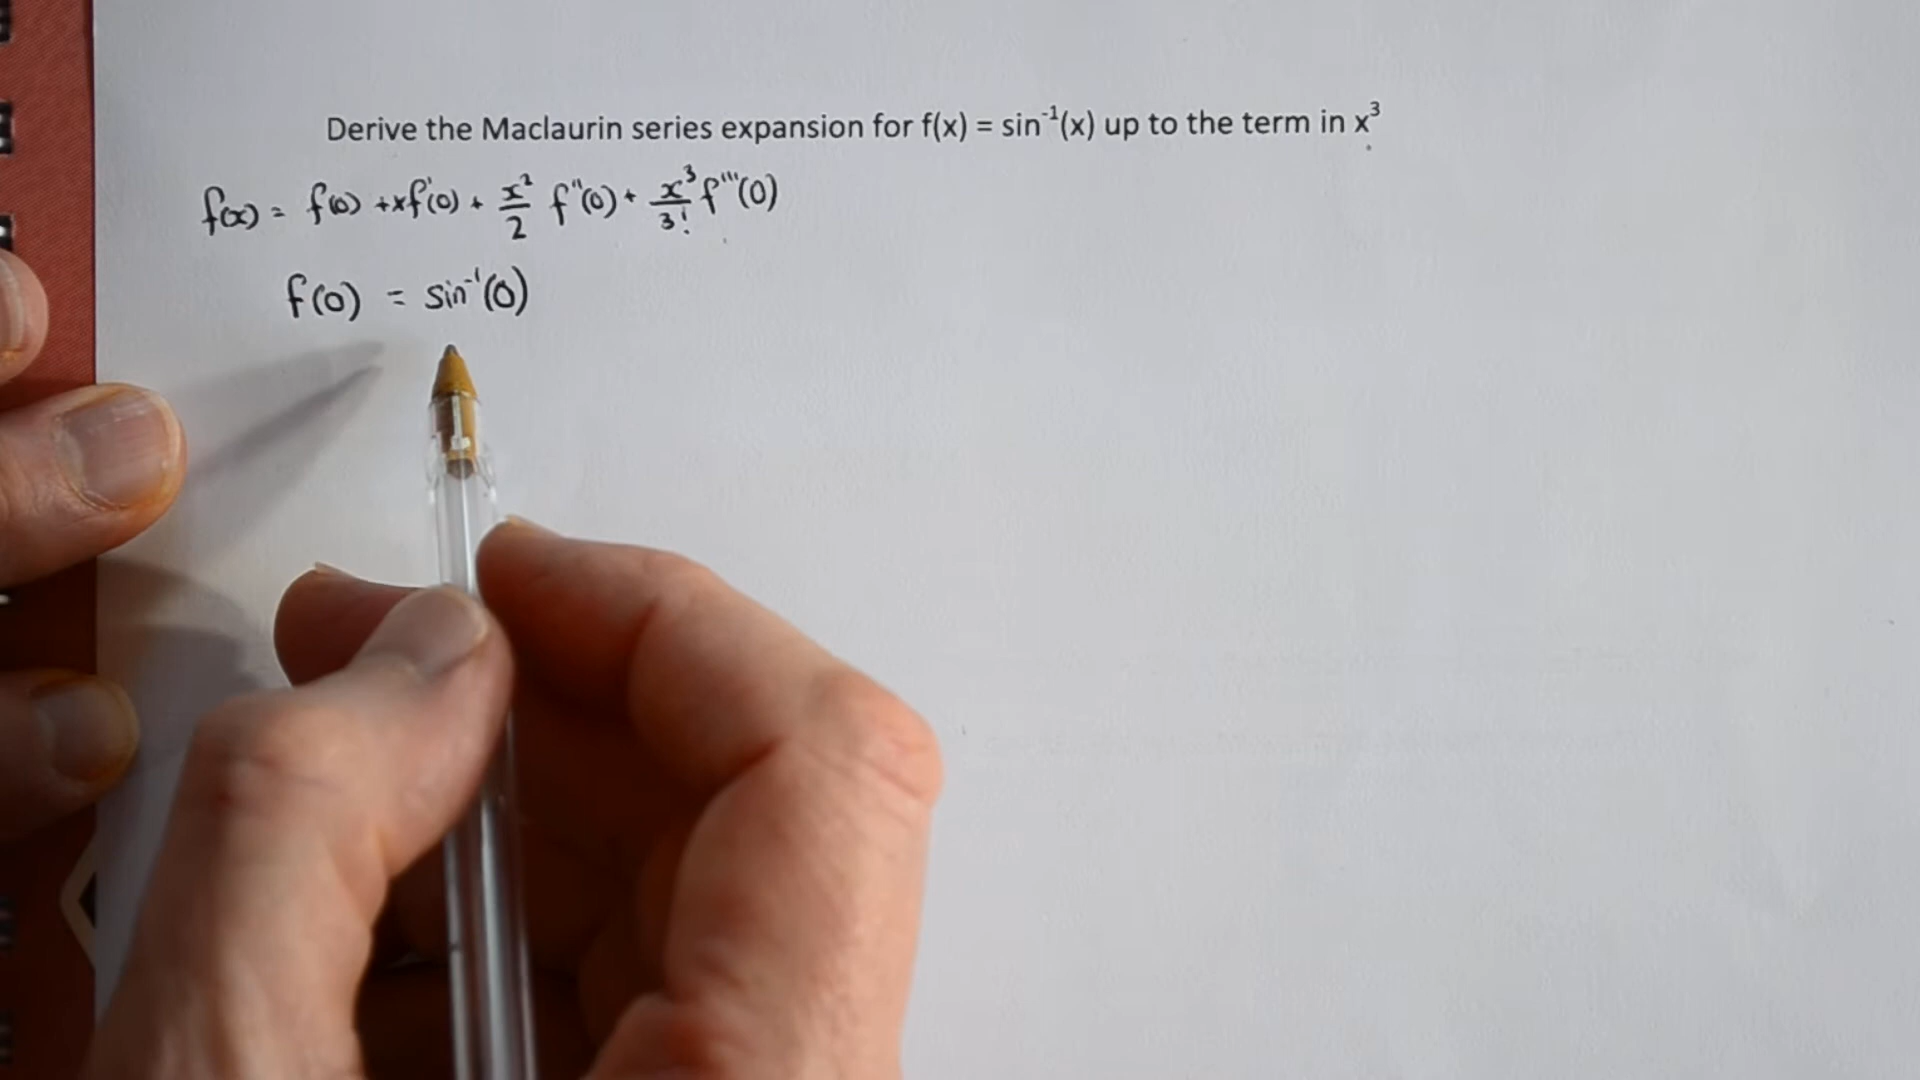 Derive the Maclaurin series expansion for f(x) = sin⁻¹(x) up to the term in x³
f(x) = f(0) + xf'(0) + x²/2 f''(0) + x³/3! f'''(0)
f(0) = sin⁻¹(0)